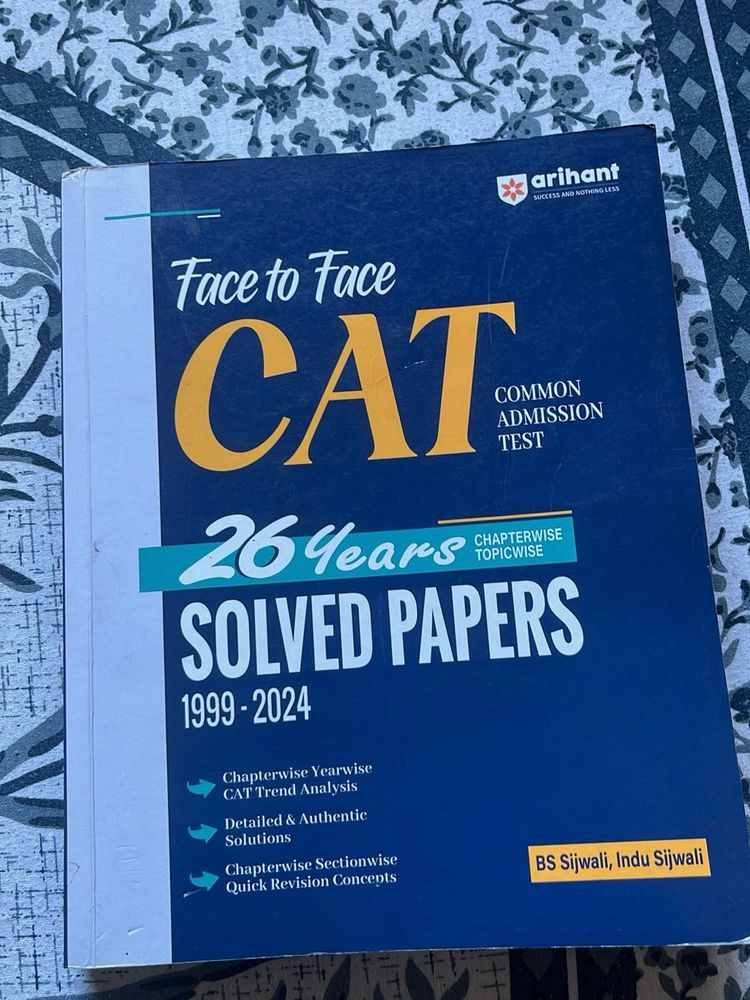 arihant
SUCCESS AND NOTHING LESS
Face to Face
CAT
COMMON
ADMISSION
TEST
26 Years
CHAPTERWISE
TOPICWISE
SOLVED PAPERS
1999 - 2024
Chapterwise Yearwise
CAT Trend Analysis
Detailed & Authentic
Solutions
Chapterwise Sectionwise
Quick Revision Concepts
BS Sijwali, Indu Sijwali